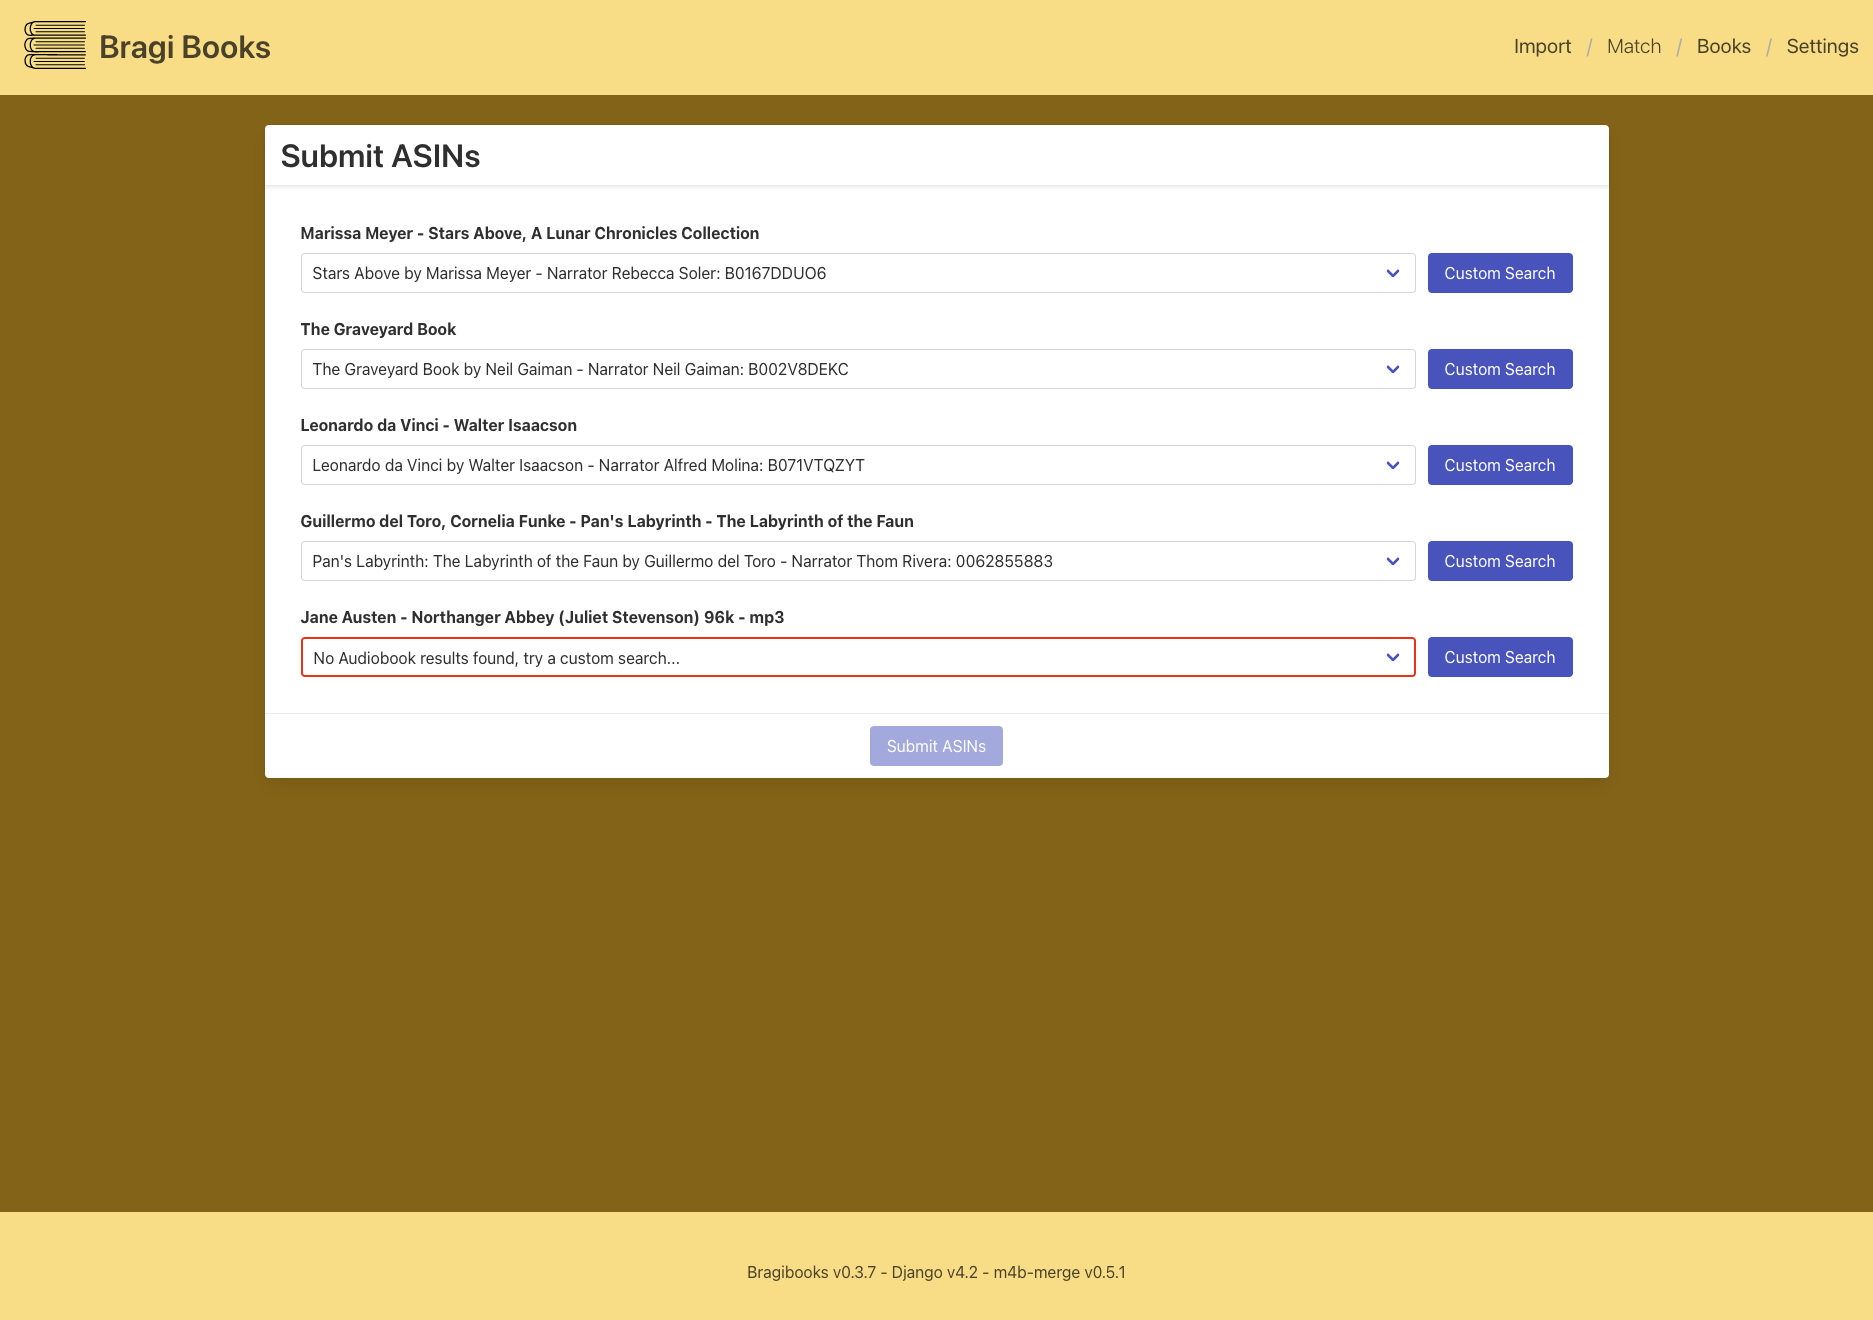 Bragi Books
Import / Match / Books / Settings
Submit ASINs
Marissa Meyer - Stars Above, A Lunar Chronicles Collection
Stars Above by Marissa Meyer - Narrator Rebecca Soler: B0167DDUO6
Custom Search
The Graveyard Book
The Graveyard Book by Neil Gaiman - Narrator Neil Gaiman: B002V8DEKC
Custom Search
Leonardo da Vinci - Walter Isaacson
Leonardo da Vinci by Walter Isaacson - Narrator Alfred Molina: B071VTQZYT
Custom Search
Guillermo del Toro, Cornelia Funke - Pan's Labyrinth - The Labyrinth of the Faun
Pan's Labyrinth: The Labyrinth of the Faun by Guillermo del Toro - Narrator Thom Rivera: 0062855883
Custom Search
Jane Austen - Northanger Abbey (Juliet Stevenson) 96k - mp3
No Audiobook results found, try a custom search...
Custom Search
Submit ASINs
Bragibooks v0.3.7 - Django v4.2 - m4b-merge v0.5.1